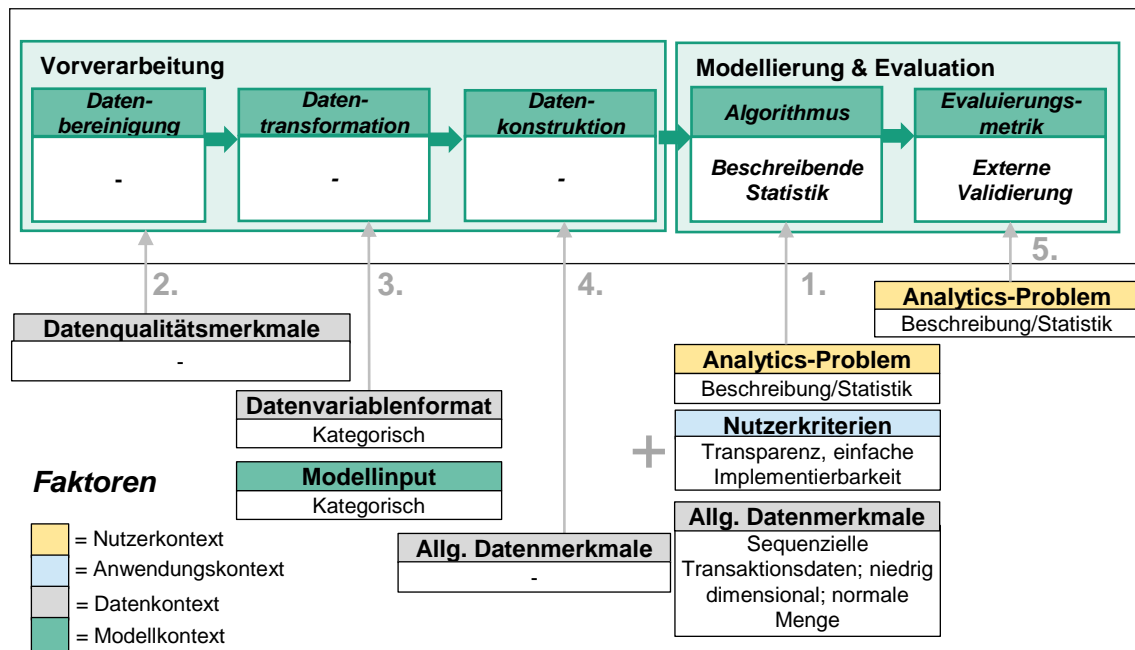 Vorverarbeitung
Daten-
bereinigung
-
Daten-
transformation
-
Daten-
konstruktion
-
Modellierung & Evaluation
Algorithmus
Beschreibende
Statistik
Evaluierungs-
metrik
Externe
Validierung
2.
3.
4.
1.
5.
Datenqualitätsmerkmale
-
Datenvariablenformat
Kategorisch
Modellinput
Kategorisch
Allg. Datenmerkmale
-
Analytics-Problem
Beschreibung/Statistik
+
Nutzerkriterien
Transparenz, einfache
Implementierbarkeit
Allg. Datenmerkmale
Sequenzielle
Transaktionsdaten; niedrig
dimensional; normale
Menge
Analytics-Problem
Beschreibung/Statistik
Faktoren
= Nutzerkontext
= Anwendungskontext
= Datenkontext
= Modellkontext